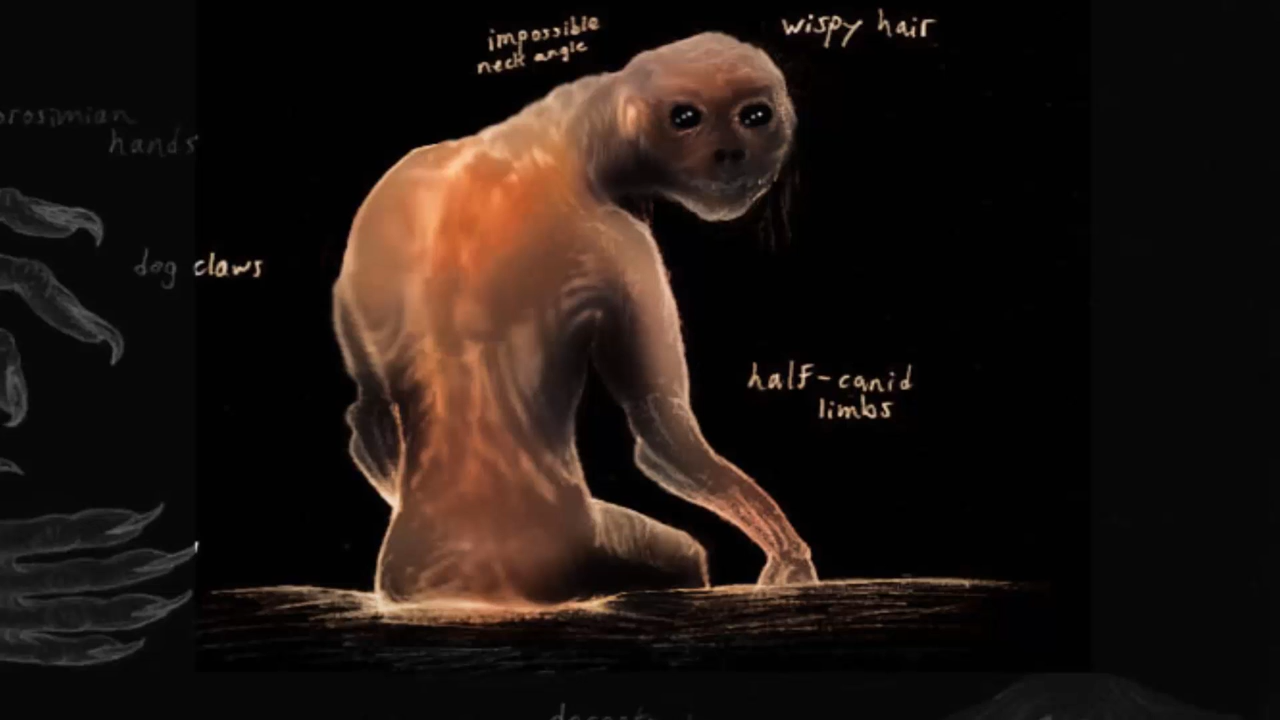 impossible
neck angle
wispy hair
hands
dog claws
half-canid
limbs